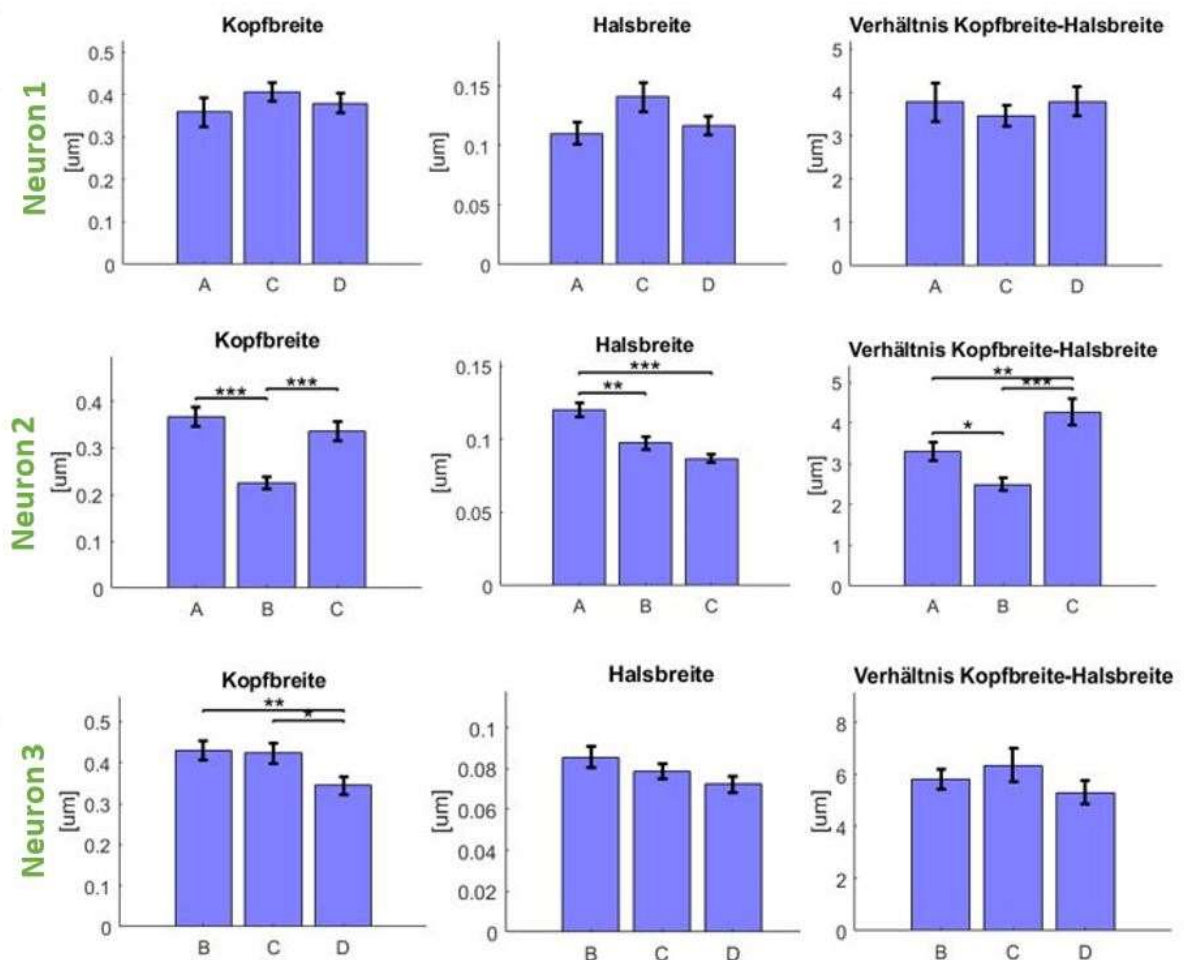 Neuron 1
Kopfbreite
0.5
0.4
0.3
0.2
0.1
0
[um]
A C D
Halsbreite
0.15
0.1
0.05
0
[um]
A C D
Verhältnis Kopfbreite-Halsbreite
5
4
3
2
1
0
[um]
A C D
Neuron 2
Kopfbreite
*** ***
0.4
0.3
0.2
0.1
0
[um]
A B C
Halsbreite
***
**
0.15
0.1
0.05
0
[um]
A B C
Verhältnis Kopfbreite-Halsbreite
**
***
*
5
4
3
2
1
0
[um]
A B C
Neuron 3
Kopfbreite
**
*
0.5
0.4
0.3
0.2
0.1
0
[um]
B C D
Halsbreite
0.1
0.08
0.06
0.04
0.02
0
[um]
B C D
Verhältnis Kopfbreite-Halsbreite
8
6
4
2
0
[um]
B C D